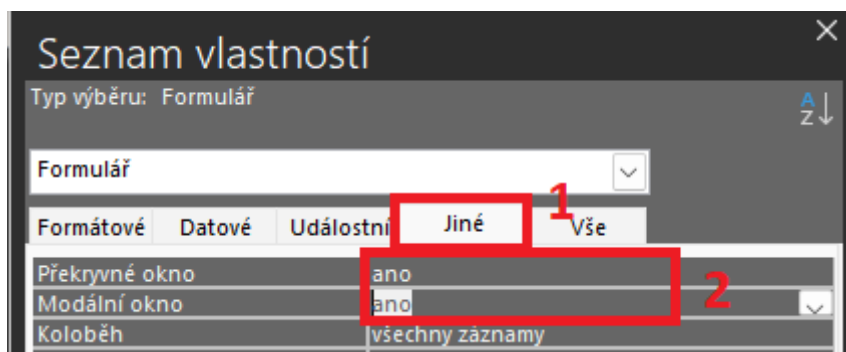 Seznam vlastností
Typ výběru: Formulář
A
Z
Formulář
1
Formátové Datové Událostní Jiné Vše
Překryvné okno ano
Modální okno ano
2
Koloběh všechny záznamy